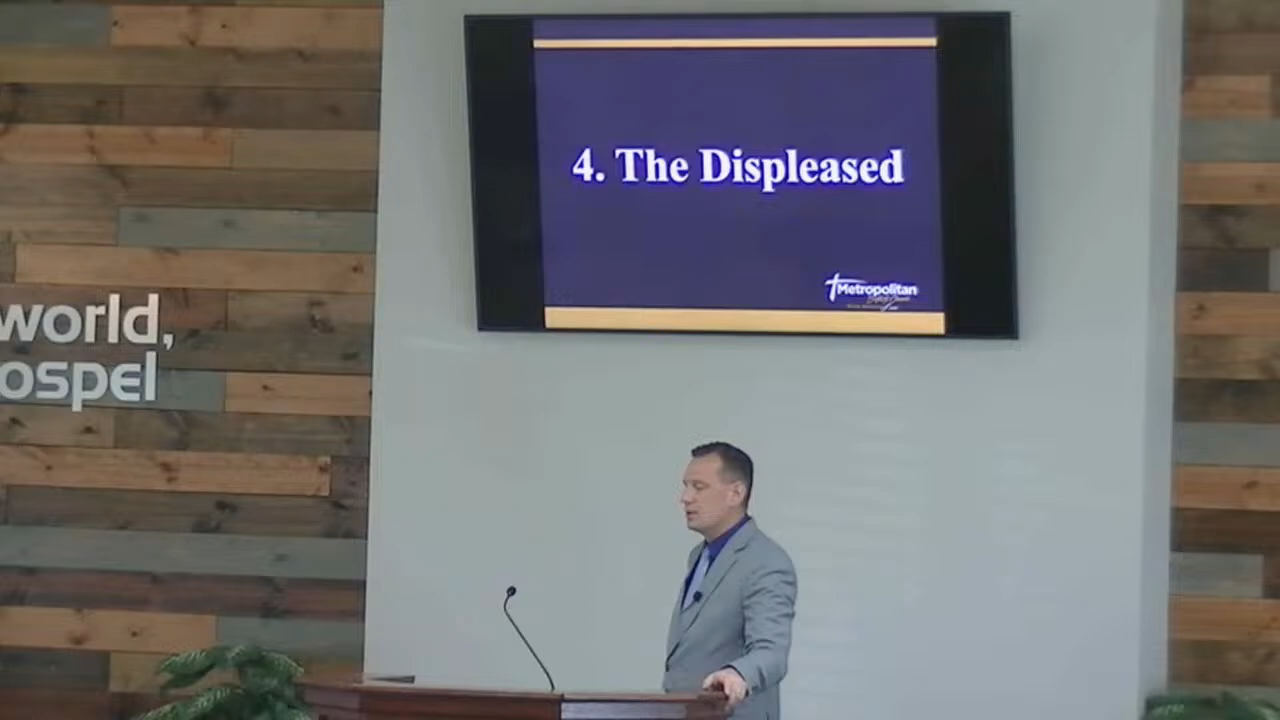 4. The Displeased
Metropolitan
world,
ospel